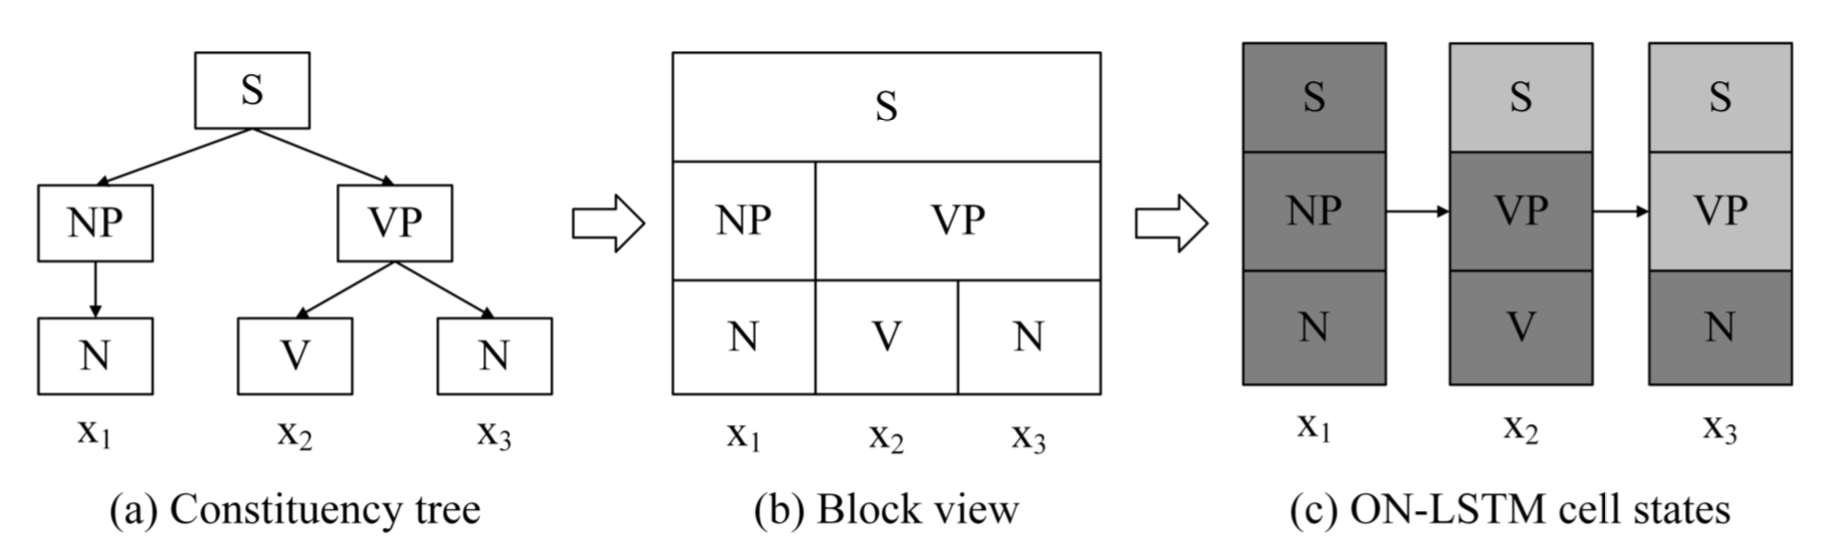 S
NP VP
N V N
x1 x2 x3
(a) Constituency tree
S
NP VP
N V N
x1 x2 x3
(b) Block view
S S S
NP VP VP
N V N
x1 x2 x3
(c) ON-LSTM cell states